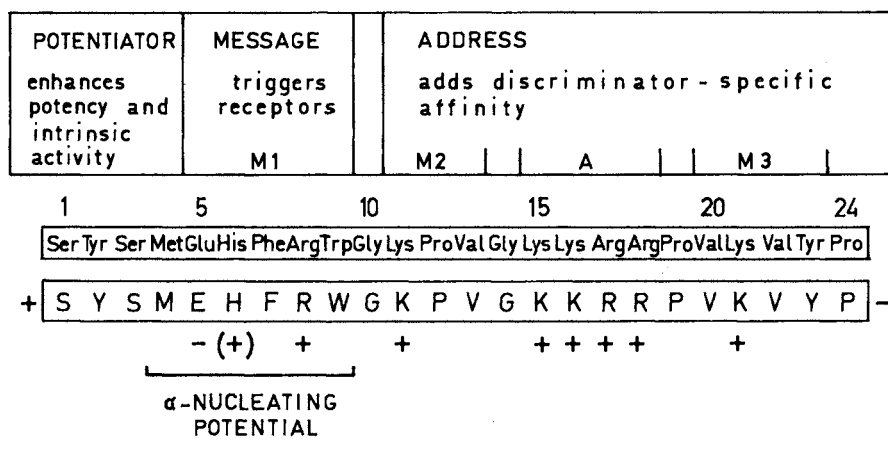 POTENTIATOR MESSAGE ADDRESS
enhances triggers adds discriminator - specific
potency and receptors affinity
intrinsic
activity M1 M2 A M3
1 5 10 15 20 24
Ser Tyr Ser Met Glu His Phe Arg Trp Gly Lys Pro Val Gly Lys Lys Arg Arg Pro Val Lys Val Tyr Pro
+ S Y S M E H F R W G K P V G K K R R P V K V Y P -
- (+) + + + + + + +
α-NUCLEATING
POTENTIAL